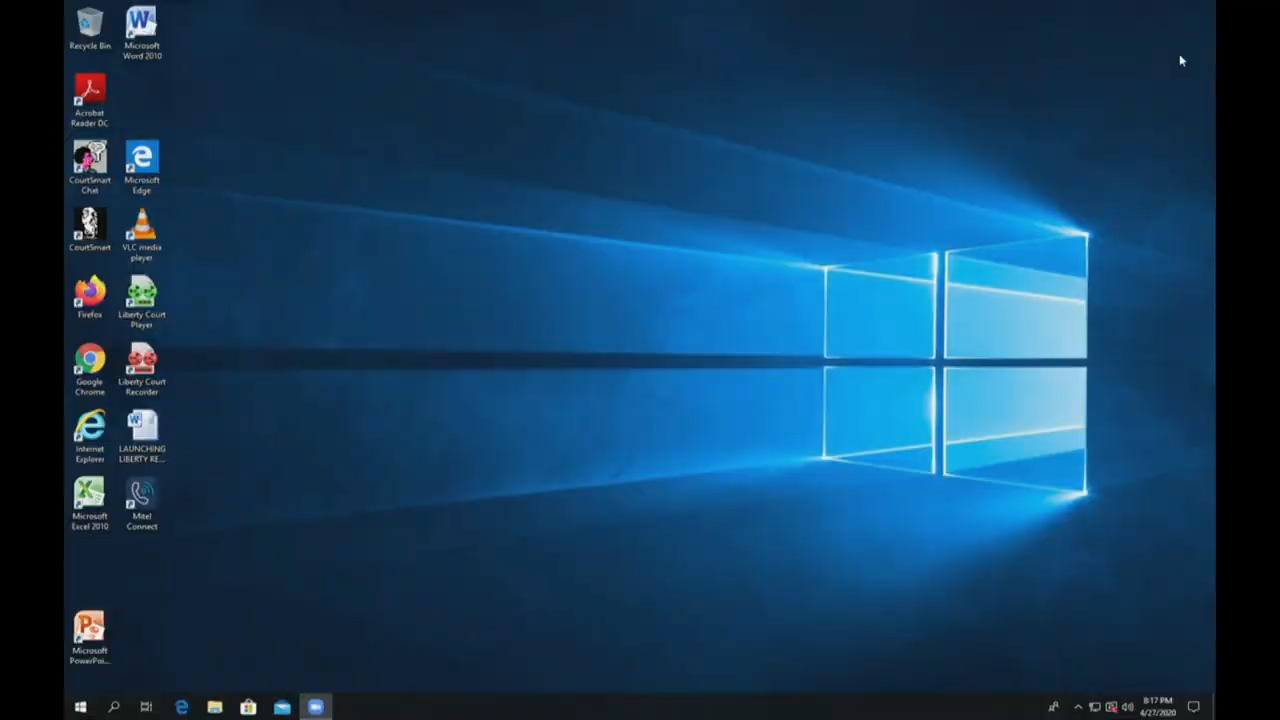 Recycle Bin
Microsoft
Word 2010
Acrobat
Reader DC
CourtSmart
Chat
Microsoft
Edge
CourtSmart
VLC media
player
Firefox
Liberty Court
Player
Google
Chrome
Liberty Court
Recorder
Internet
Explorer
LAUNCHING
LIBERTY RE...
Microsoft
Excel 2010
Mitel
Connect
Microsoft
PowerPoi...
8:17 PM
4/27/2020